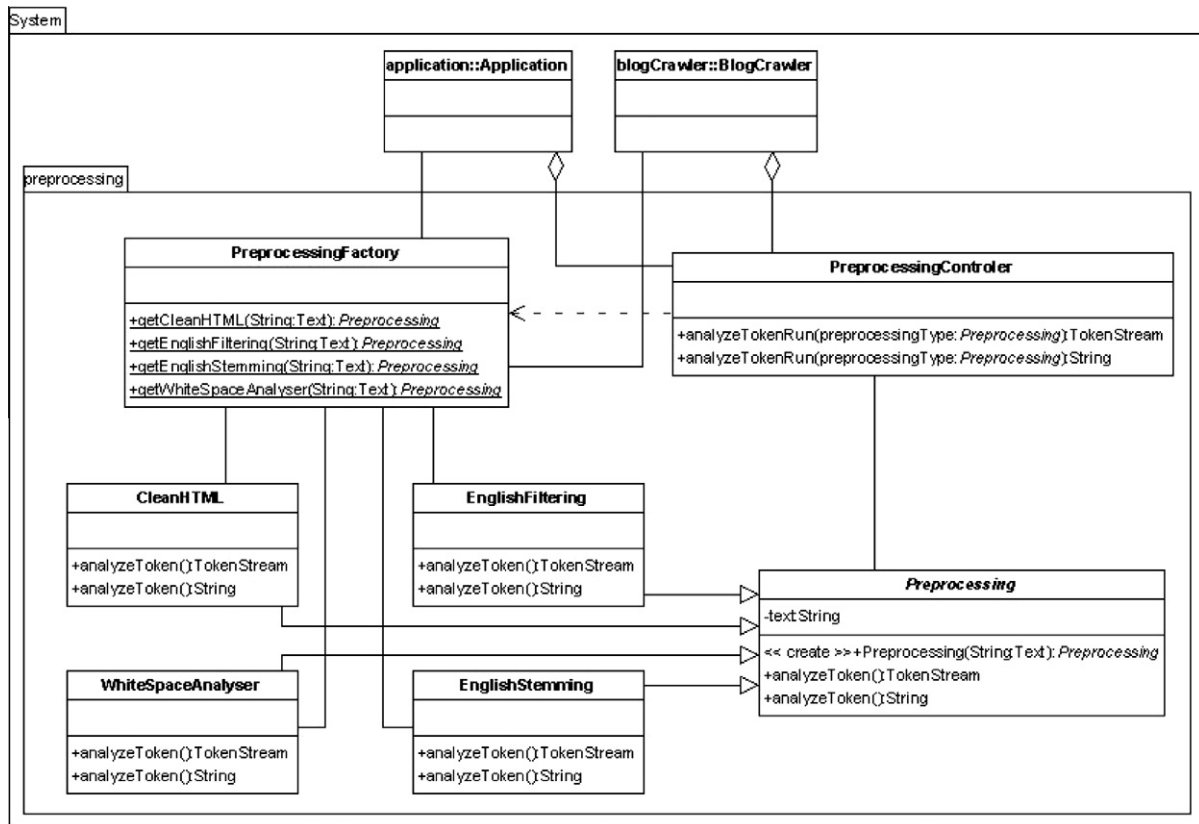 System
application::Application
blogCrawler::BlogCrawler
preprocessing
PreprocessingFactory
+getCleanHTML(String:Text): Preprocessing
+getEnglishFiltering(String:Text): Preprocessing
+getEnglishStemming(String:Text): Preprocessing
+getWhiteSpaceAnalyser(String:Text): Preprocessing
PreprocessingControler
+analyzeTokenRun(preprocessingType: Preprocessing):TokenStream
+analyzeTokenRun(preprocessingType: Preprocessing):String
CleanHTML
+analyzeToken():TokenStream
+analyzeToken():String
EnglishFiltering
+analyzeToken():TokenStream
+analyzeToken():String
Preprocessing
-text:String
<< create >>+Preprocessing(String:Text): Preprocessing
+analyzeToken():TokenStream
+analyzeToken():String
WhiteSpaceAnalyser
+analyzeToken():TokenStream
+analyzeToken():String
EnglishStemming
+analyzeToken():TokenStream
+analyzeToken():String